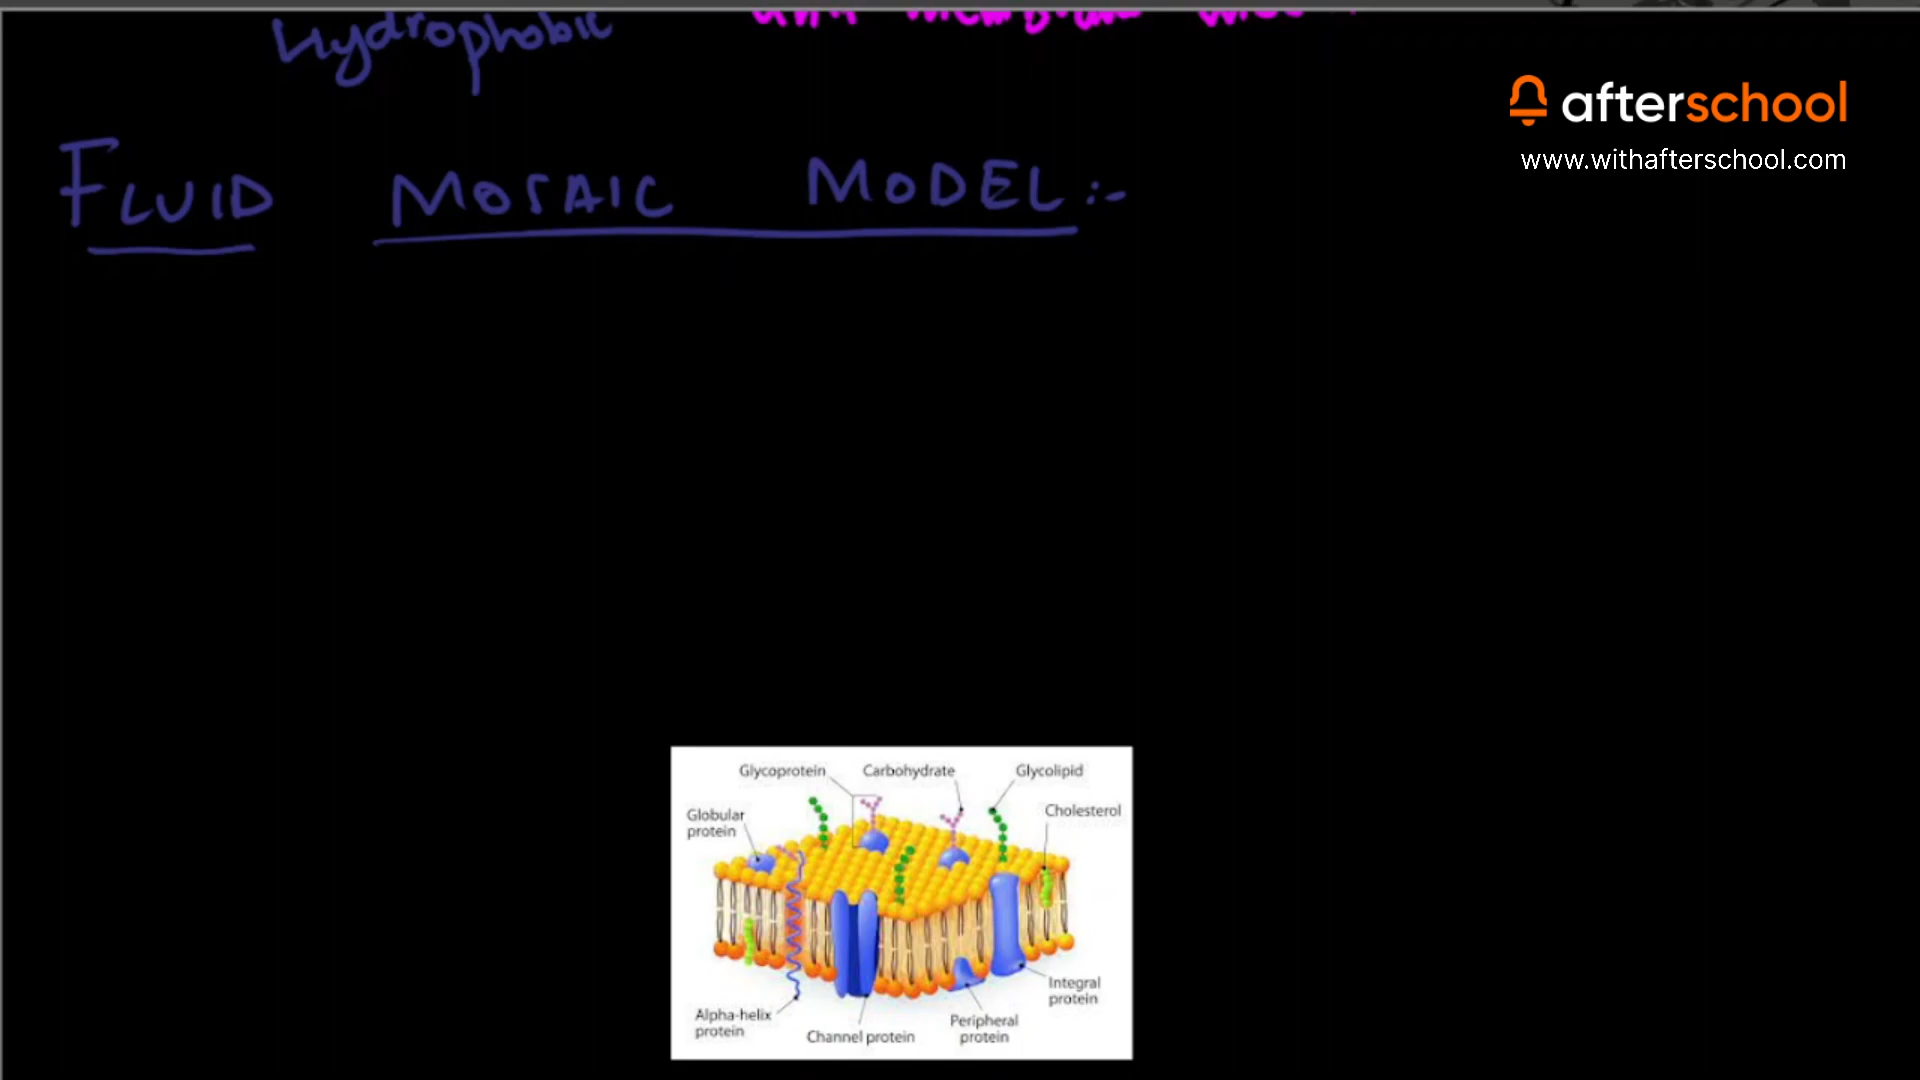 Hydrophobic
afterschool
www.withafterschool.com
FLUID MOSAIC MODEL :-
Glycoprotein Carbohydrate Glycolipid
Globular
protein
Cholesterol
Integral
protein
Alpha-helix
protein
Channel protein
Peripheral
protein